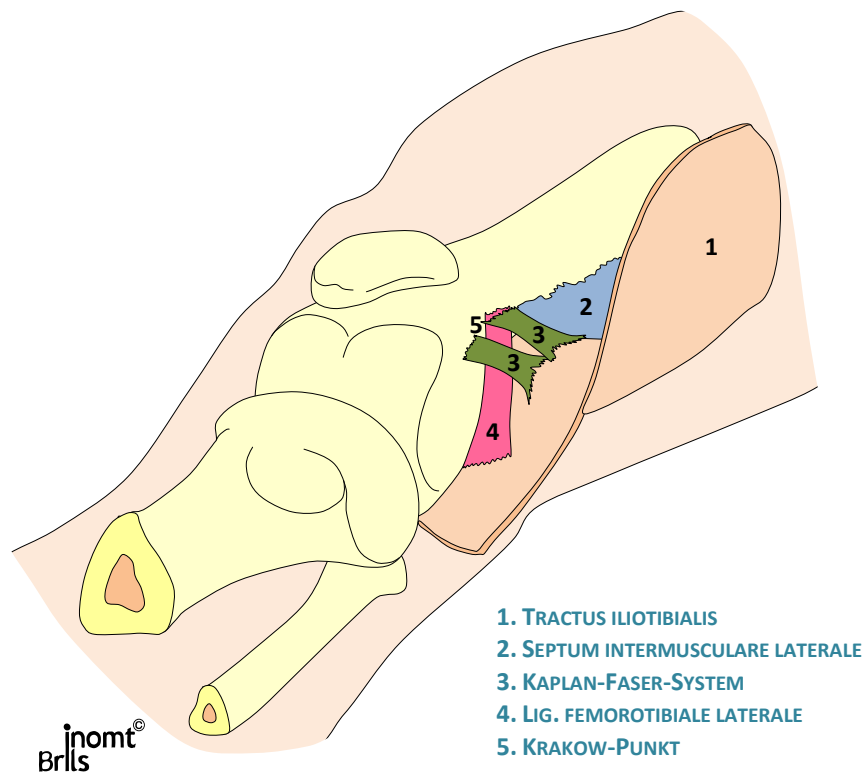 1
2
5
3
3
4
1. TRACTUS ILIOTIBIALIS
2. SEPTUM INTERMUSCULARE LATERALE
3. KAPLAN-FASER-SYSTEM
4. LIG. FEMOROTIBIALE LATERALE
5. KRAKOW-PUNKT
inomt©
Brils